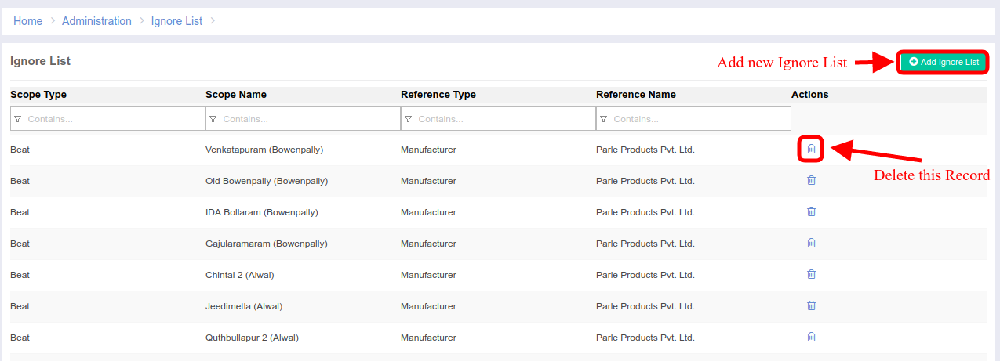 Home > Administration > Ignore List >
Ignore List Add new Ignore List Add Ignore List
Scope Type Scope Name Reference Type Reference Name Actions
Contains... Contains... Contains... Contains...
Beat Venkatapuram (Bowenpally) Manufacturer Parle Products Pvt. Ltd.
Delete this Record
Beat Old Bowenpally (Bowenpally) Manufacturer Parle Products Pvt. Ltd.
Beat IDA Bollaram (Bowenpally) Manufacturer Parle Products Pvt. Ltd.
Beat Gajularamaram (Bowenpally) Manufacturer Parle Products Pvt. Ltd.
Beat Chintal 2 (Alwal) Manufacturer Parle Products Pvt. Ltd.
Beat Jeedimetla (Alwal) Manufacturer Parle Products Pvt. Ltd.
Beat Quthbullapur 2 (Alwal) Manufacturer Parle Products Pvt. Ltd.